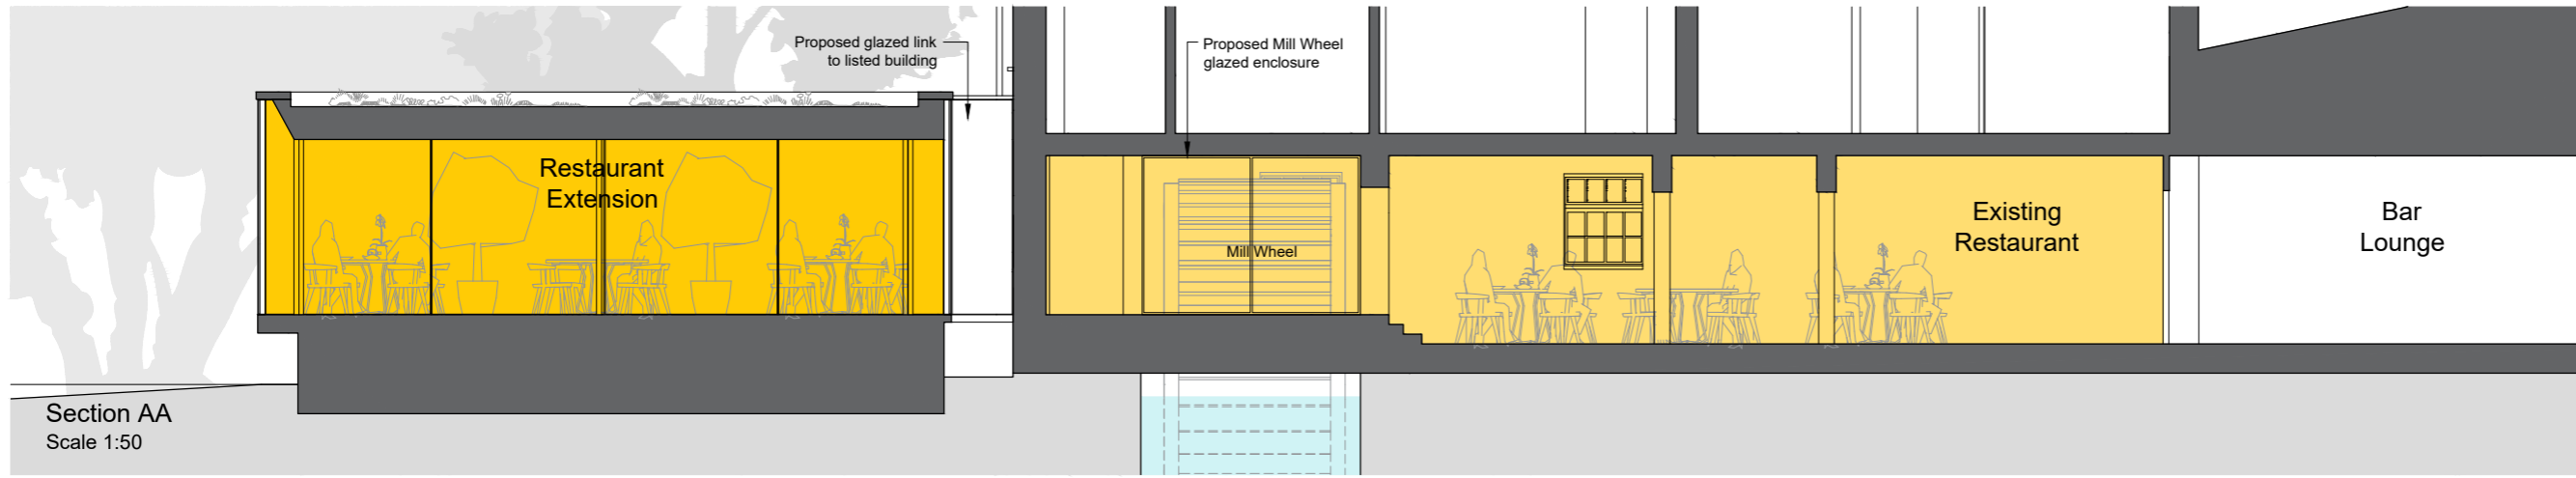 Proposed glazed link
to listed building
Proposed Mill Wheel
glazed enclosure
Restaurant
Extension
Mill Wheel
Existing
Restaurant
Bar
Lounge
Section AA
Scale 1:50